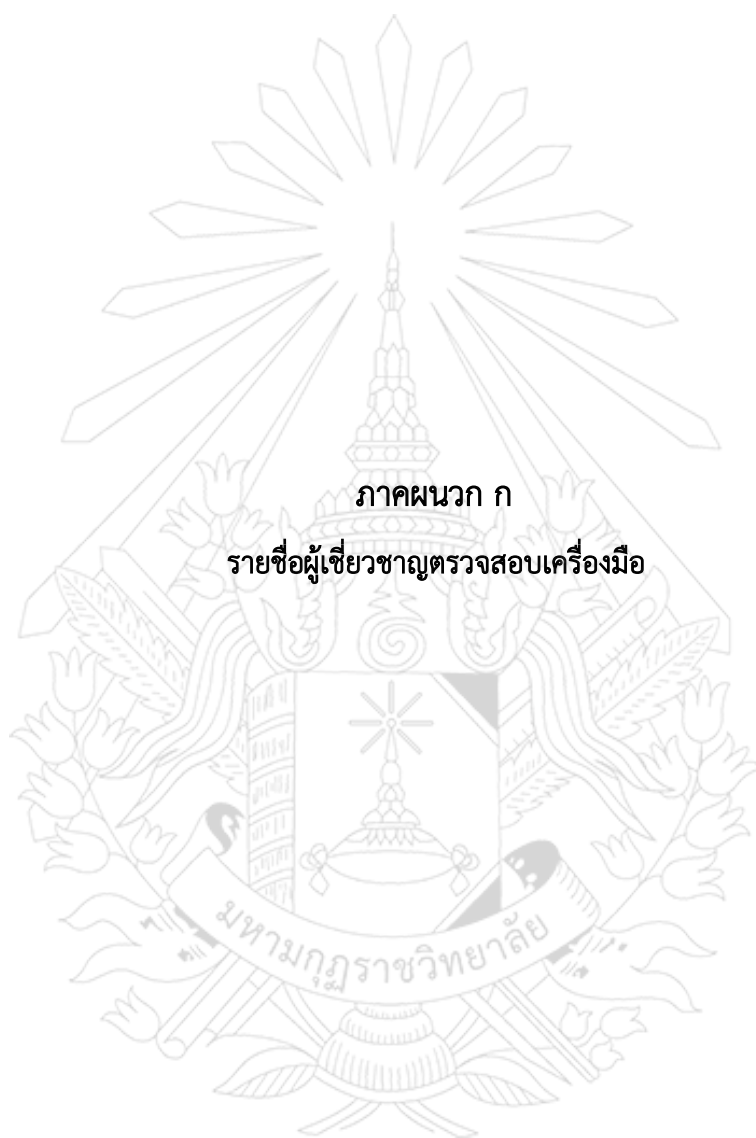 ภาคผนวก ก
รายชื่อผู้เชี่ยวชาญตรวจสอบเครื่องมือ
มหามกุฏราชวิทยาลัย